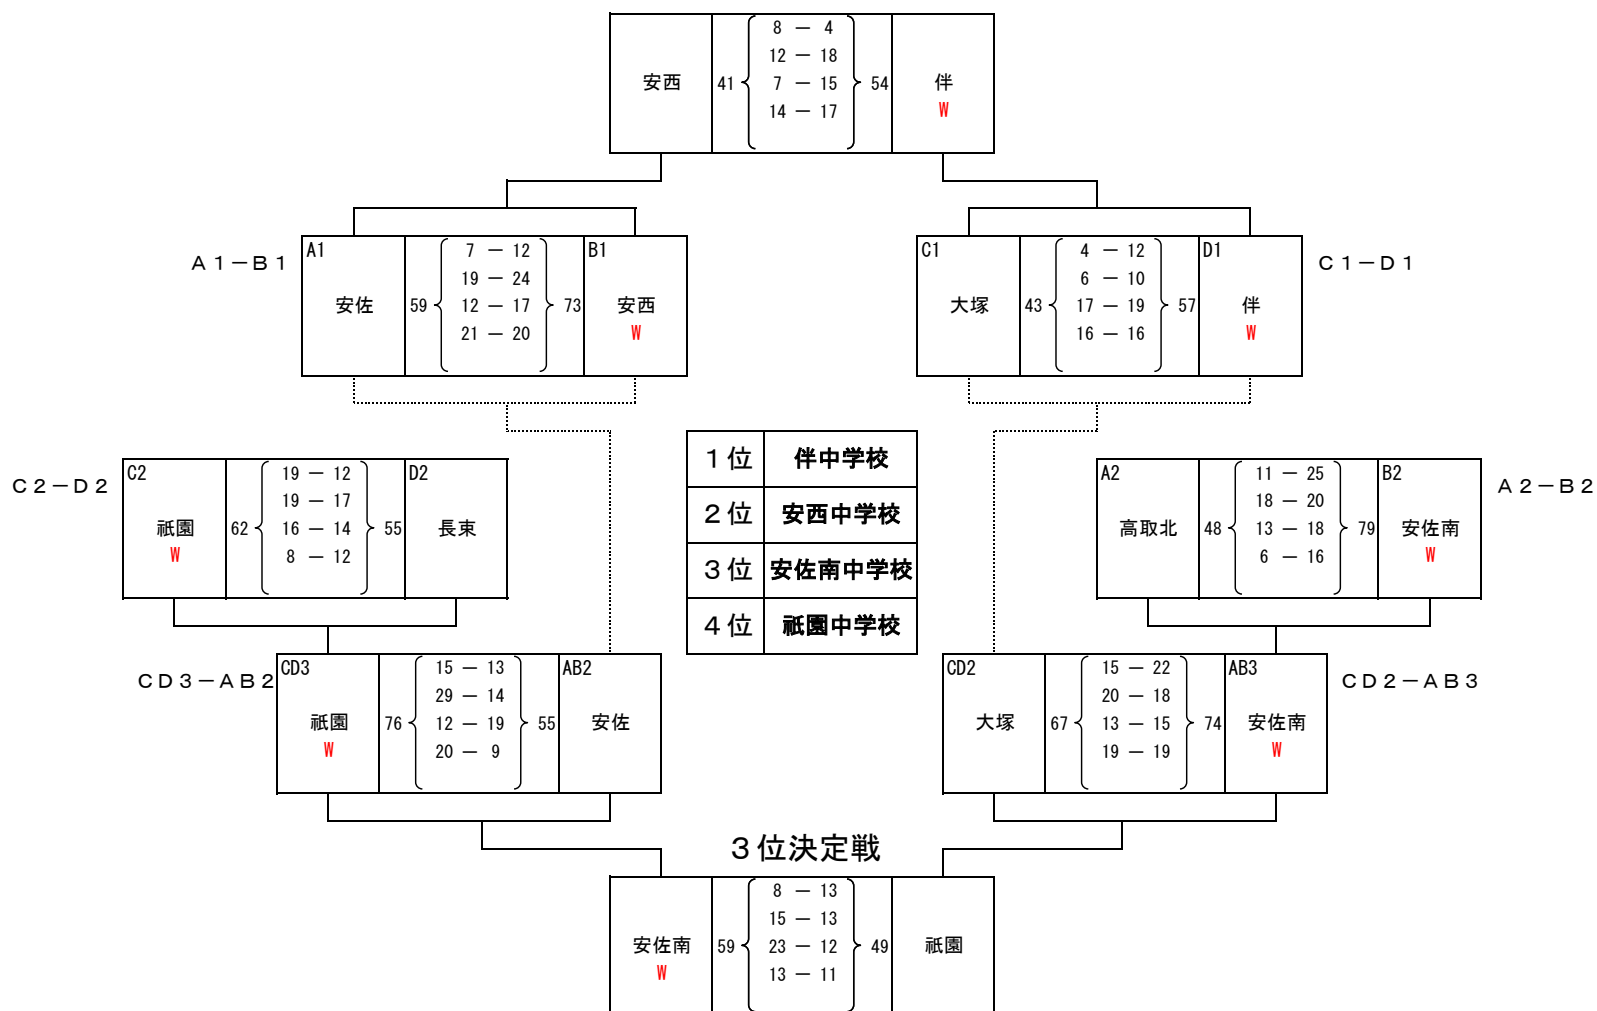 8 － 4
12 － 18
安西 41 7 － 15 54 伴
14 － 17 W
A1－B1 A1 7 － 12 B1
19 － 24
安佐 59 12 － 17 73 安西
21 － 20 W
C1 4 － 12 D1 C1－D1
6 － 10
大塚 43 17 － 19 57 伴
16 － 16 W
C2－D2 C2 19 － 12 D2
19 － 17
祇園 62 16 － 14 55 長束
W 8 － 12
1位 伴中学校
2位 安西中学校
3位 安佐南中学校
4位 祇園中学校
A2 11 － 25 B2 A2－B2
18 － 20
高取北 48 13 － 18 79 安佐南
6 － 16 W
CD3－AB2 CD3 15 － 13 AB2
29 － 14
祇園 76 12 － 19 55 安佐
W 20 － 9
CD2 15 － 22 AB3 CD2－AB3
20 － 18
大塚 67 13 － 15 74 安佐南
19 － 19 W
3位決定戦
8 － 13
15 － 13
安佐南 59 23 － 12 49 祇園
W 13 － 11